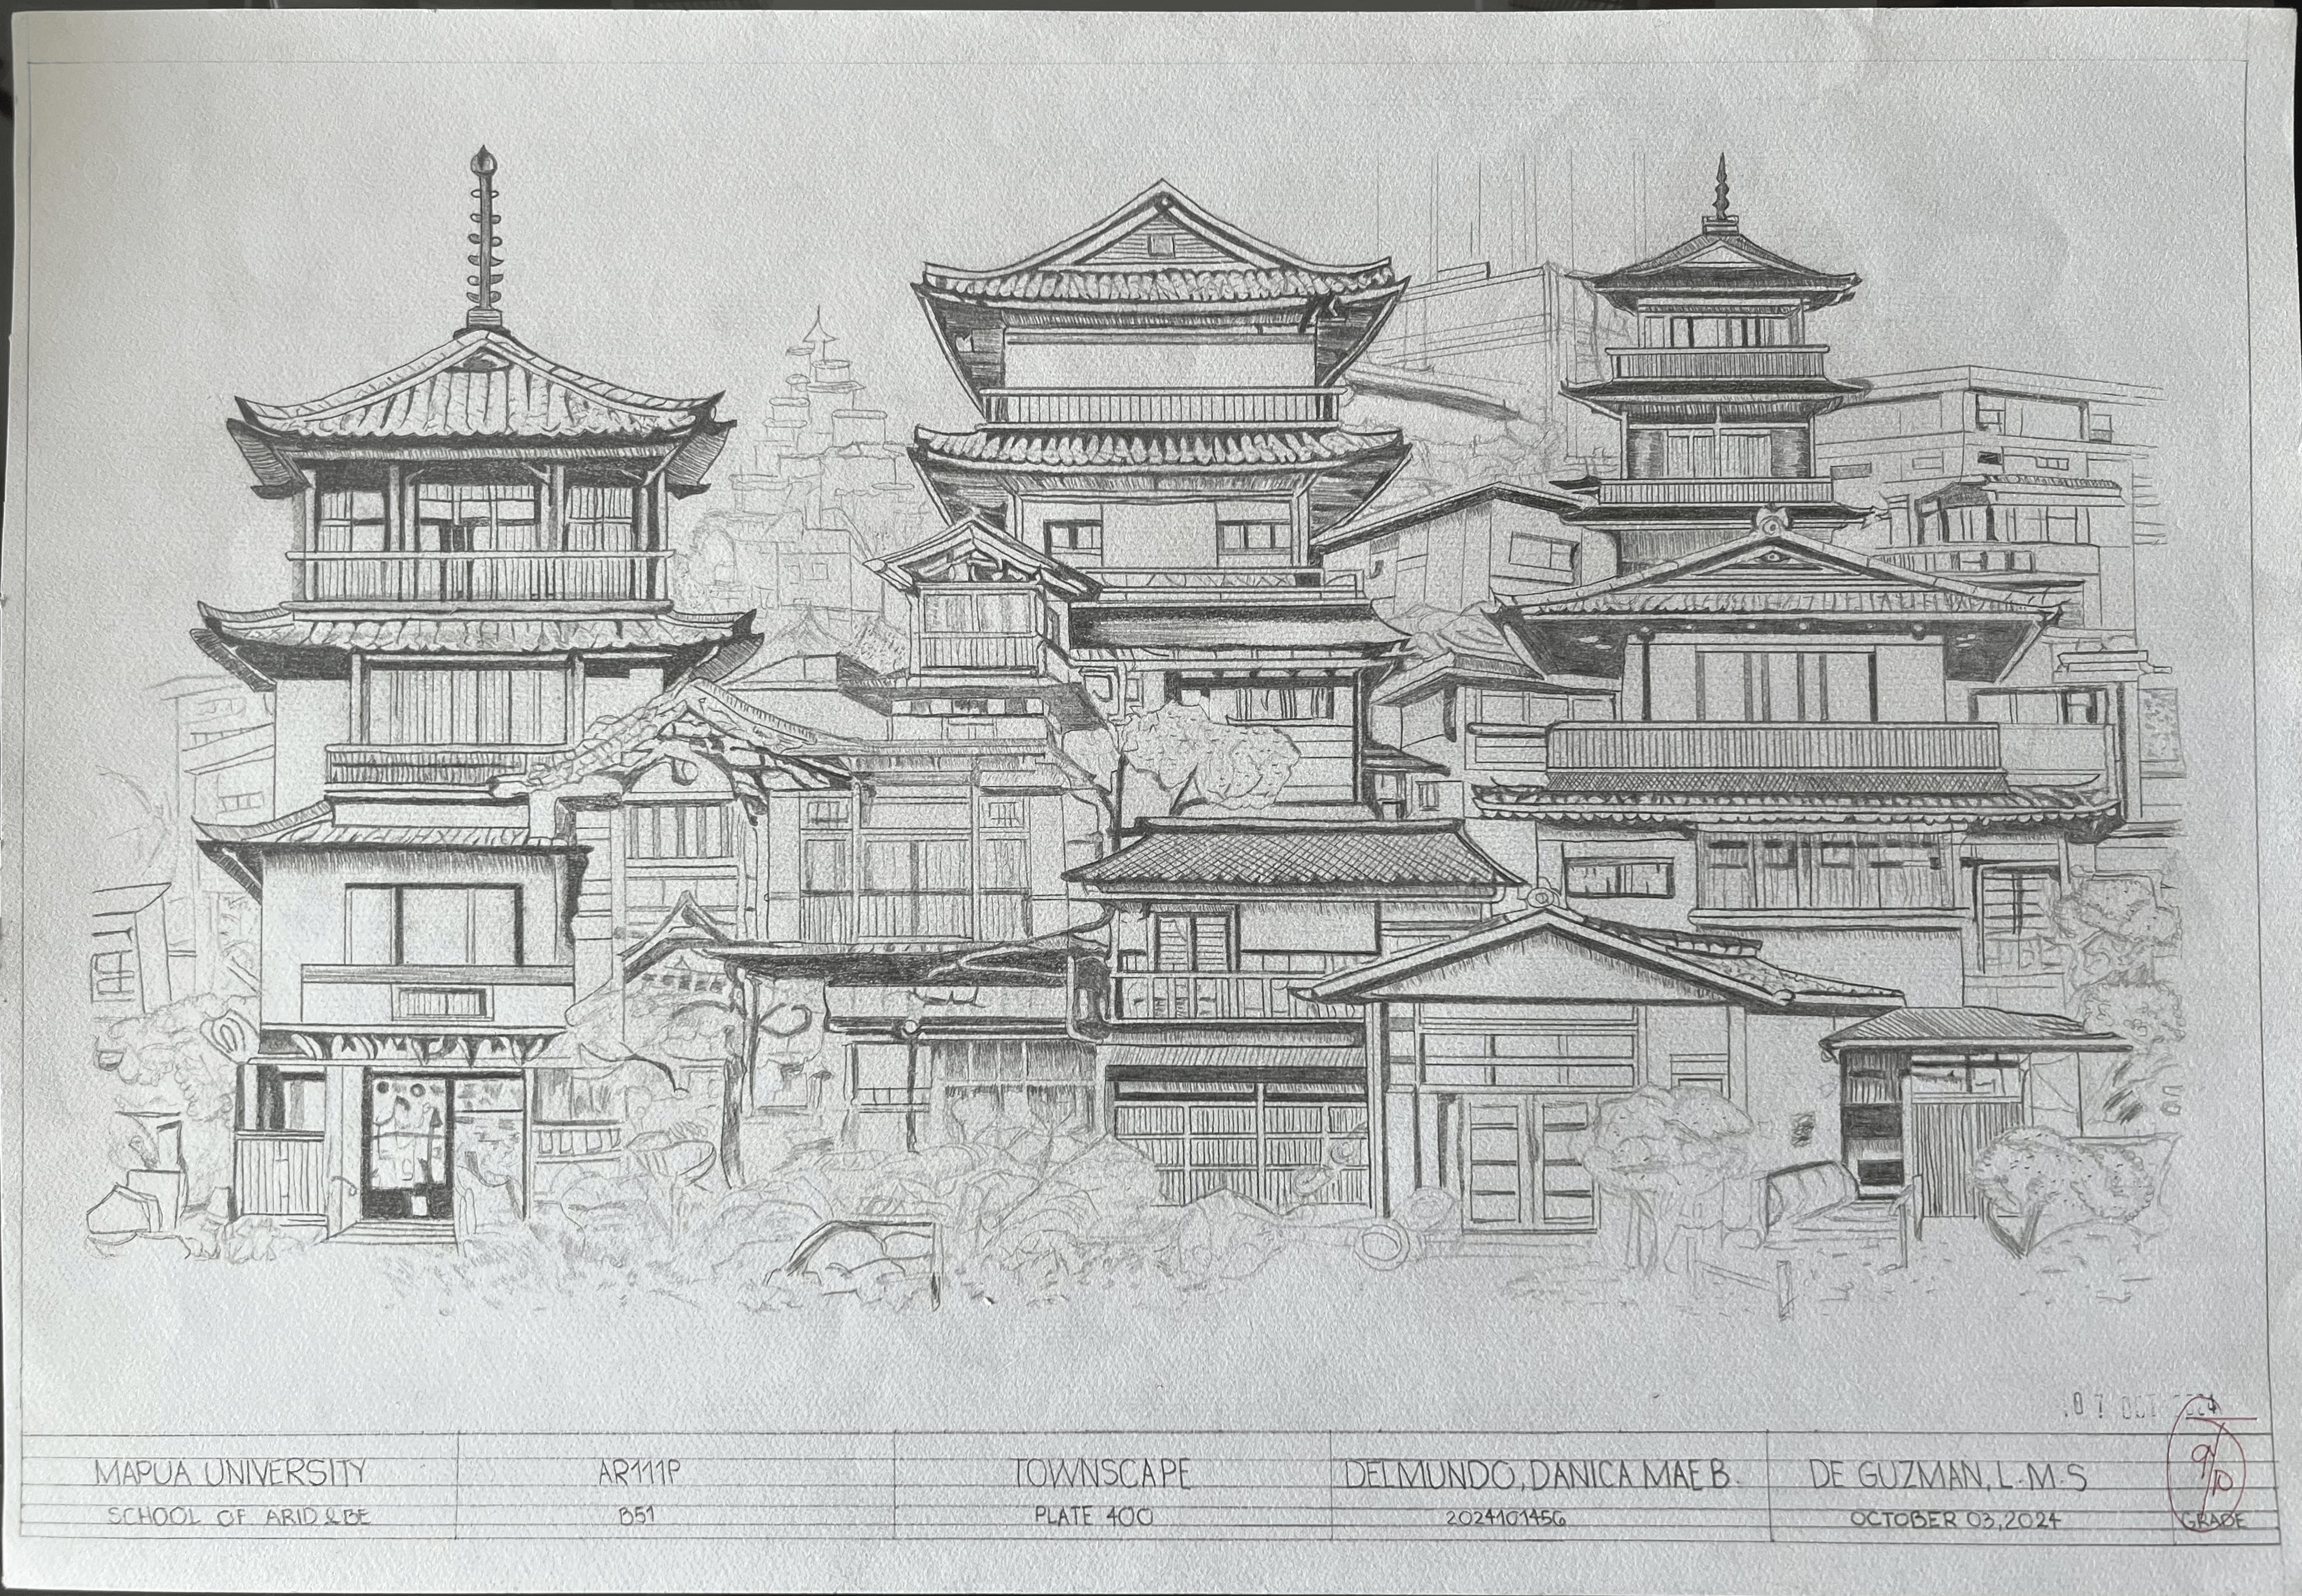 07 OCT 2024
MAPUA UNIVERSITY
SCHOOL OF ARID & BE
AR111P
B51
TOWNSCAPE
PLATE 400
DELMUNDO, DANICA MAE B.
2024101456
DE GUZMAN, L.M.S
OCTOBER 03, 2024
9/10
GRADE